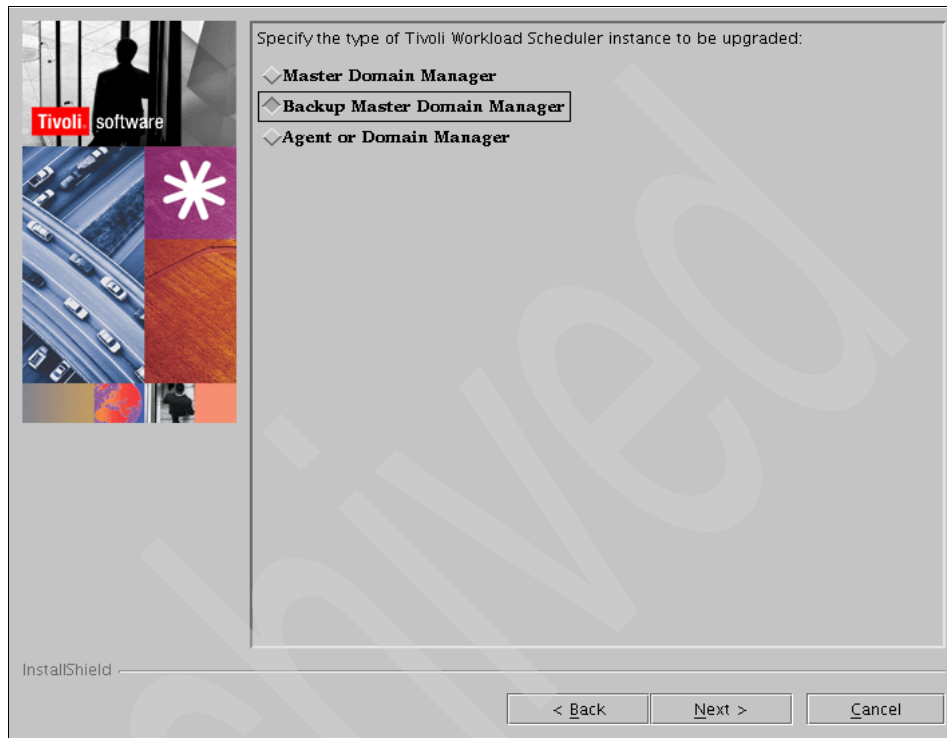 Specify the type of Tivoli Workload Scheduler instance to be upgraded:
Master Domain Manager
Backup Master Domain Manager
Agent or Domain Manager
Tivoli software
InstallShield
< Back
Next >
Cancel